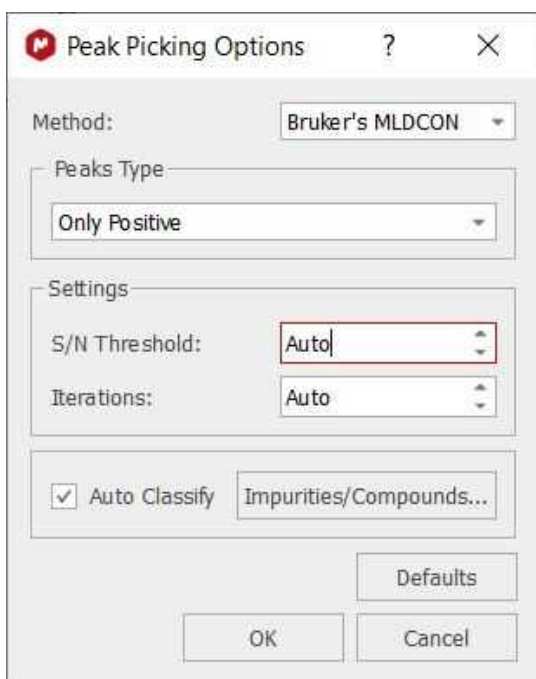 Peak Picking Options ?
Method: Bruker's MLDCON
Peaks Type
Only Positive
Settings
S/N Threshold: Auto
Iterations: Auto
Auto Classify Impurities/Compounds...
Defaults
OK Cancel